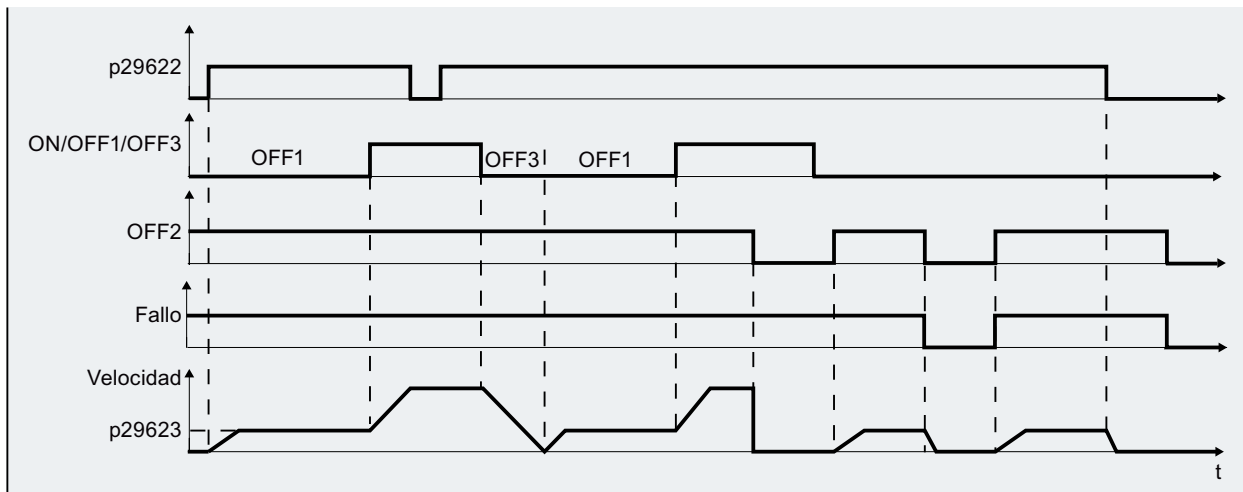 p29622
ON/OFF1/OFF3
OFF1
OFF3
OFF1
OFF2
Fallo
Velocidad
p29623
t